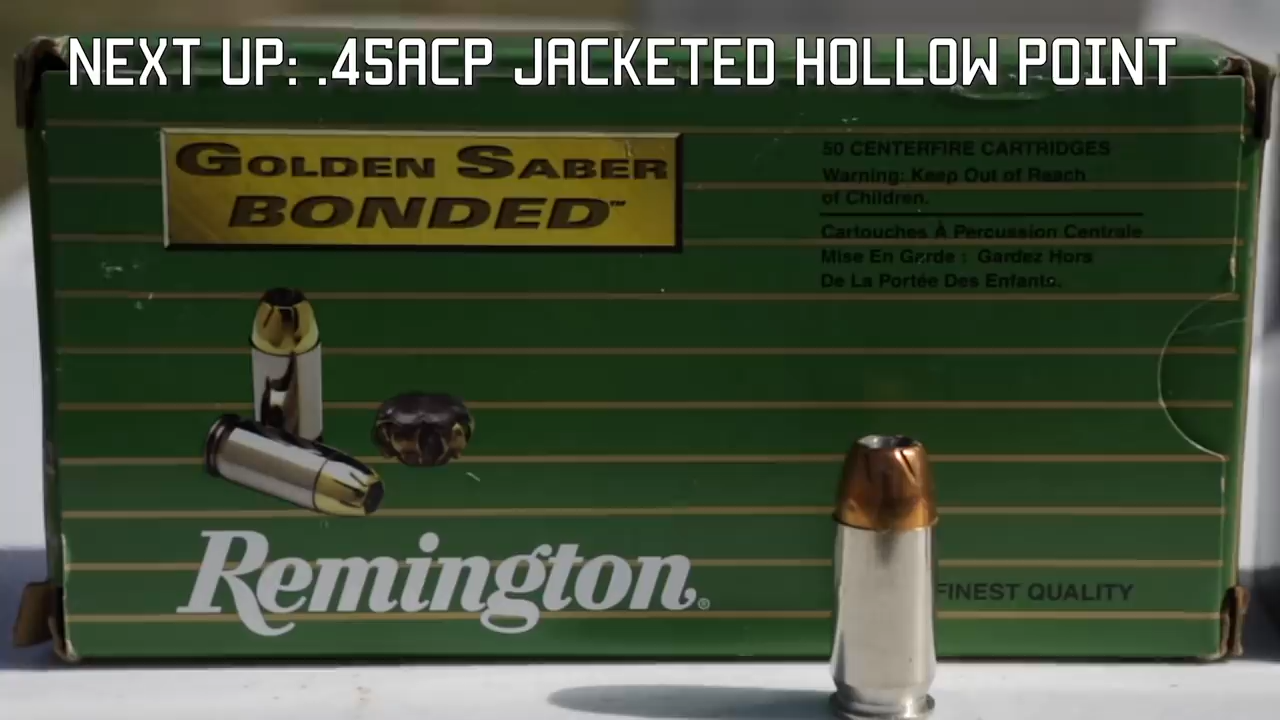 NEXT UP: .45ACP JACKETED HOLLOW POINT
GOLDEN SABER
BONDED™
50 CENTERFIRE CARTRIDGES
Warning: Keep Out of Reach
of Children.
Cartouches À Percussion Centrale
Mise En Garde : Gardez Hors
De La Portée Des Enfants.
Remington®
FINEST QUALITY